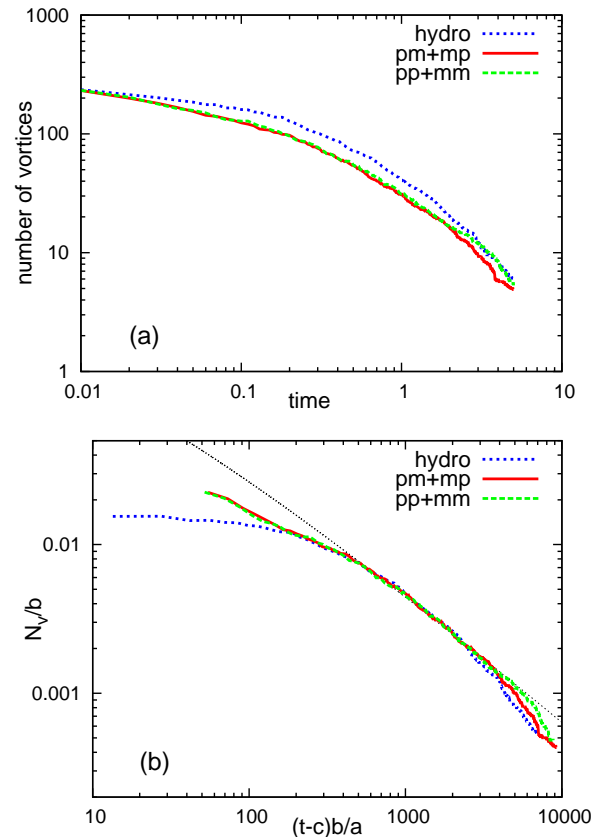 1000
100
10
1
number of vortices
hydro
pm+mp
pp+mm
(a)
0.01
0.1
1
10
time
0.01
0.001
N_v/b
hydro
pm+mp
pp+mm
(b)
10
100
1000
10000
(t-c)b/a